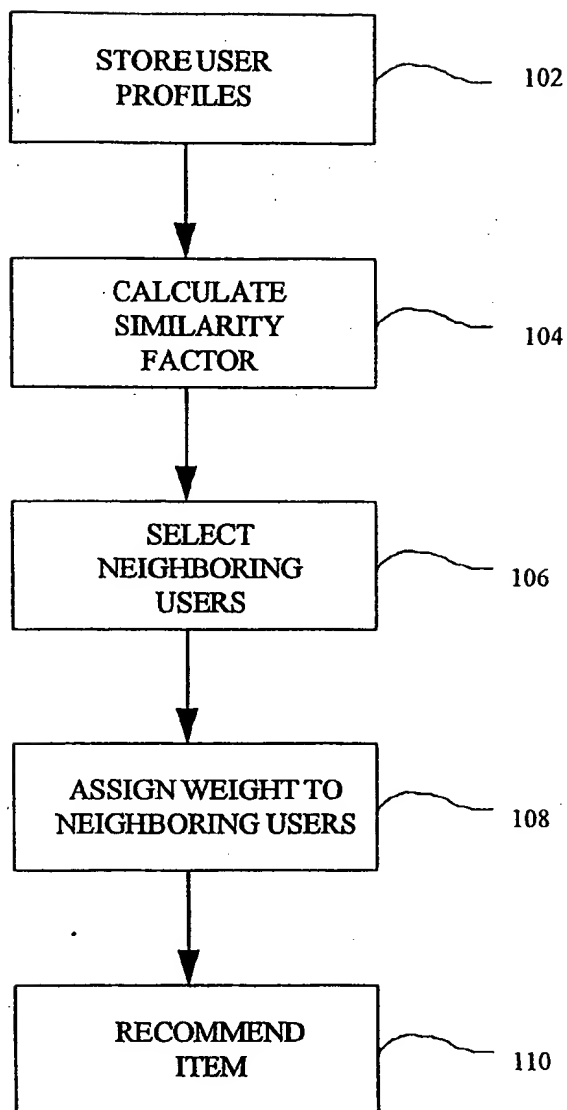 STORE USER
PROFILES
102
CALCULATE
SIMILARITY
FACTOR
104
SELECT
NEIGHBORING
USERS
106
ASSIGN WEIGHT TO
NEIGHBORING USERS
108
RECOMMEND
ITEM
110